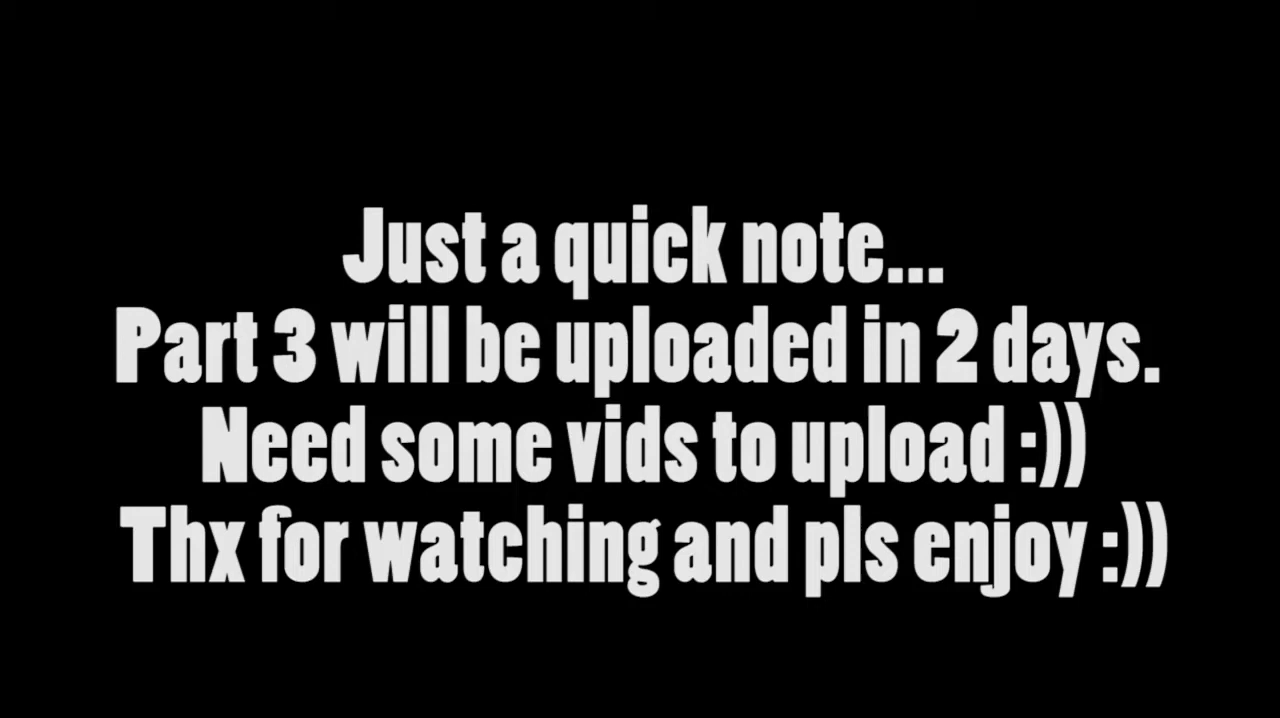 Just a quick note...
Part 3 will be uploaded in 2 days.
Need some vids to upload :))
Thx for watching and pls enjoy :))